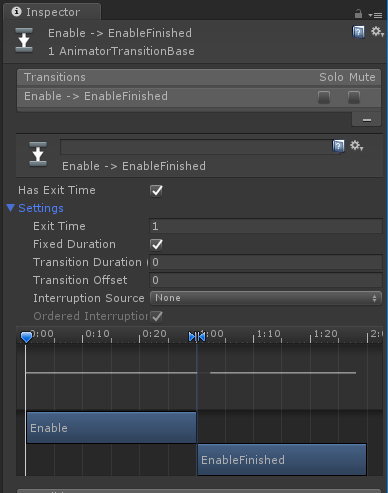 Inspector
Enable -> EnableFinished
1 AnimatorTransitionBase
Transitions Solo Mute
Enable -> EnableFinished
Enable -> EnableFinished
Has Exit Time
Settings
Exit Time 1
Fixed Duration
Transition Duration ( 0
Transition Offset 0
Interruption Source None
Ordered Interruption
0:00 0:10 0:20 :00 1:10 1:20 2:0
Enable
EnableFinished